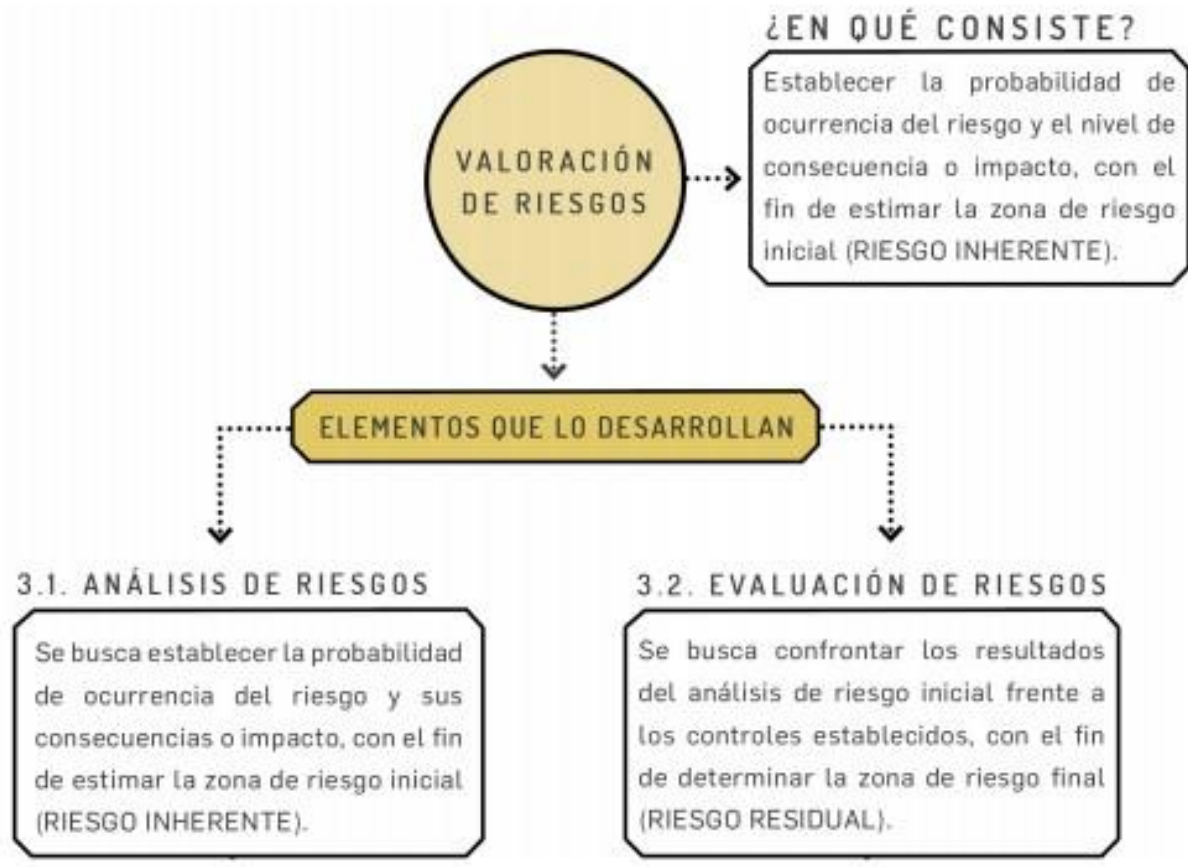 ¿EN QUÉ CONSISTE?
Establecer la probabilidad de
ocurrencia del riesgo y el nivel de
consecuencia o impacto, con el
fin de estimar la zona de riesgo
inicial (RIESGO INHERENTE).
VALORACIÓN
DE RIESGOS
ELEMENTOS QUE LO DESARROLLAN
3.1. ANÁLISIS DE RIESGOS
Se busca establecer la probabilidad
de ocurrencia del riesgo y sus
consecuencias o impacto, con el fin
de estimar la zona de riesgo inicial
(RIESGO INHERENTE).
3.2. EVALUACIÓN DE RIESGOS
Se busca confrontar los resultados
del análisis de riesgo inicial frente a
los controles establecidos, con el fin
de determinar la zona de riesgo final
(RIESGO RESIDUAL).